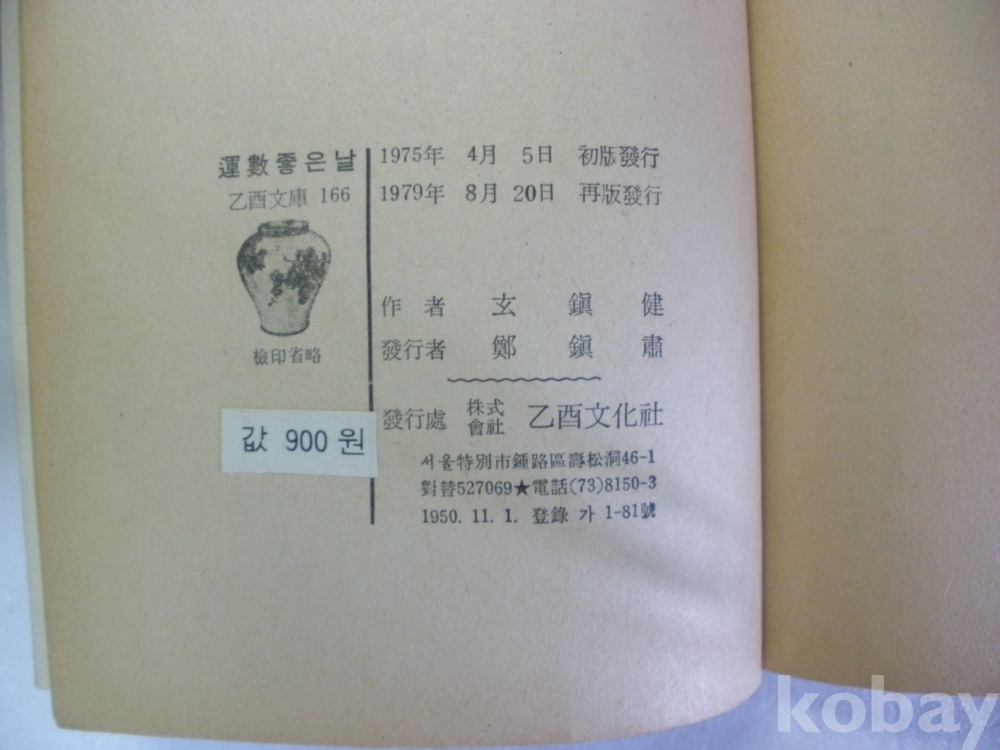 運數좋은날
乙酉文庫 166
檢印省略
값 900원
1975年 4月 5日 初版發行
1979年 8月 20日 再版發行
作者 玄鎭健
發行者 鄭鎭肅
發行處 株式會社 乙酉文化社
서울特別市鍾路區壽松洞46-1
對替527069★電話(73)8150-3
1950. 11. 1. 登錄 가 1-81號
kobay